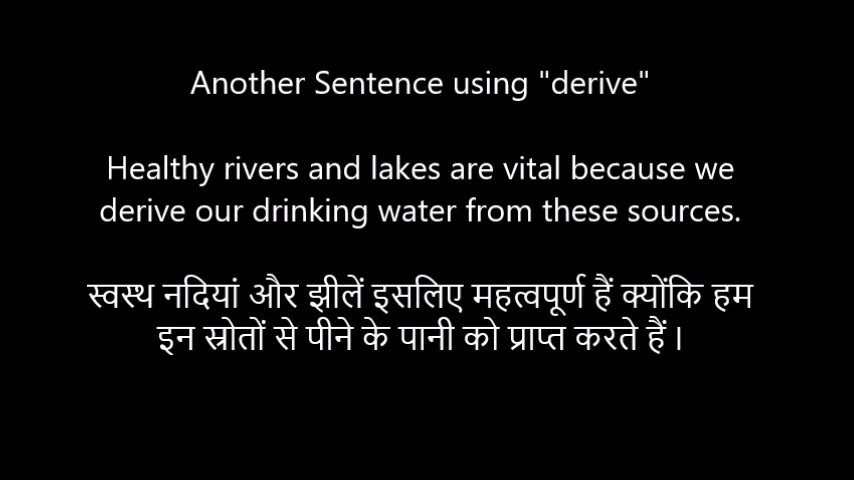 Another Sentence using "derive"
Healthy rivers and lakes are vital because we
derive our drinking water from these sources.
स्वस्थ नदियां और झीलें इसलिए महत्वपूर्ण हैं क्योंकि हम
इन स्रोतों से पीने के पानी को प्राप्त करते हैं ।